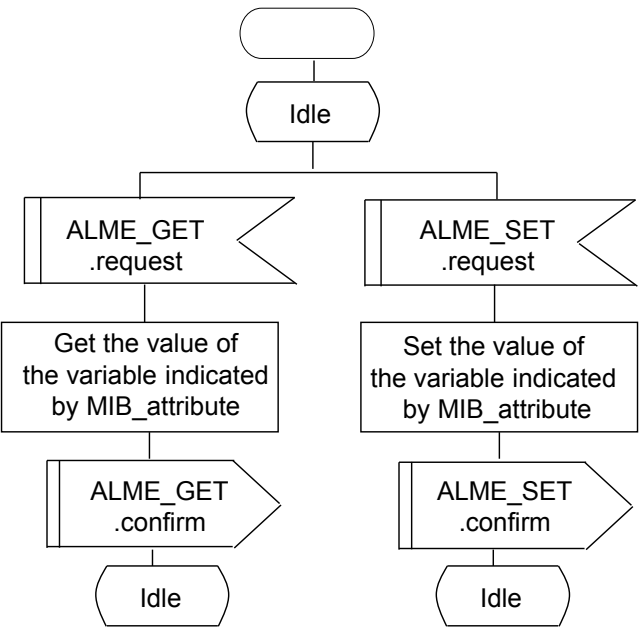 Idle
ALME_GET
.request
ALME_SET
.request
Get the value of
the variable indicated
by MIB_attribute
Set the value of
the variable indicated
by MIB_attribute
ALME_GET
.confirm
ALME_SET
.confirm
Idle
Idle